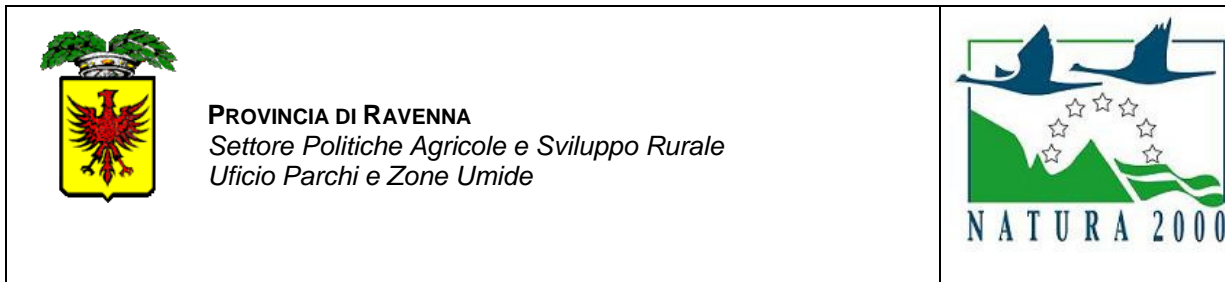 PROVINCIA DI RAVENNA
Settore Politiche Agricole e Sviluppo Rurale
Uficio Parchi e Zone Umide
NATURA 2000